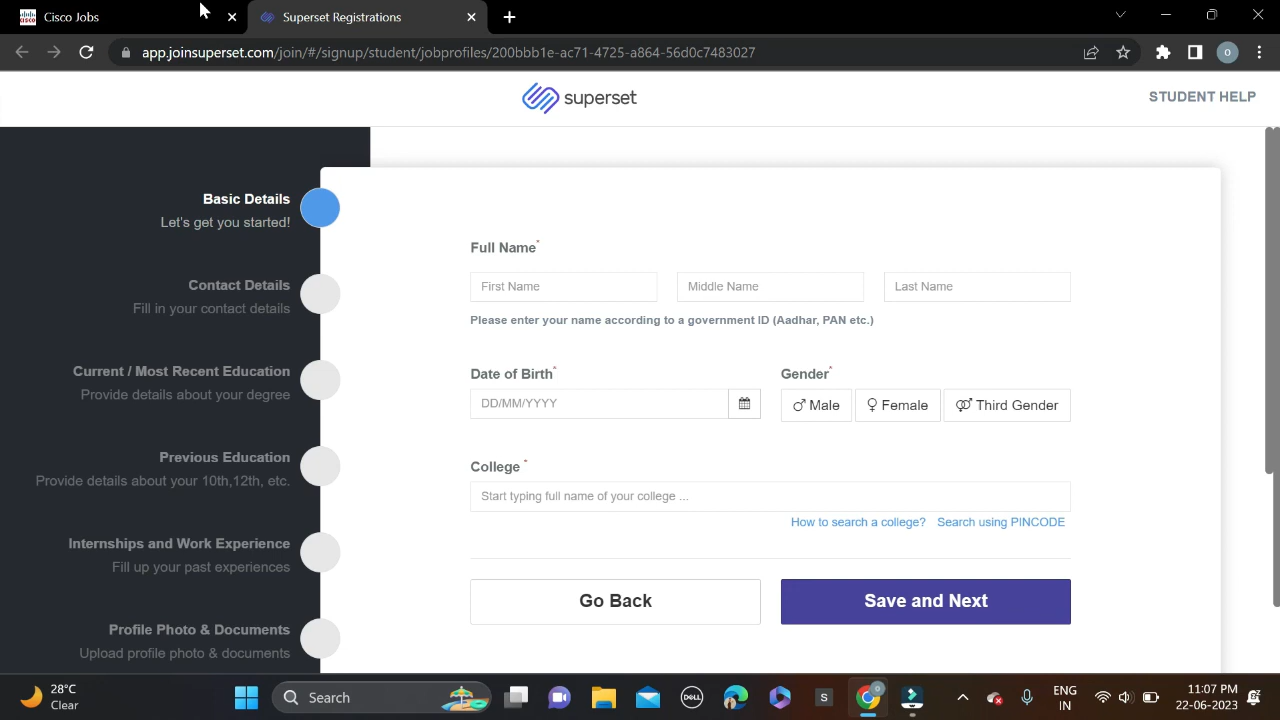 Cisco Jobs
Superset Registrations
app.joinsuperset.com/join/#/signup/student/jobprofiles/200bbb1e-ac71-4725-a864-56d0c7483027
superset
STUDENT HELP
Basic Details
Let's get you started!
Contact Details
Fill in your contact details
Current / Most Recent Education
Provide details about your degree
Previous Education
Provide details about your 10th,12th, etc.
Internships and Work Experience
Fill up your past experiences
Profile Photo & Documents
Upload profile photo & documents
Full Name*
First Name Middle Name Last Name
Please enter your name according to a government ID (Aadhar, PAN etc.)
Date of Birth* Gender*
DD/MM/YYYY Male Female Third Gender
College *
Start typing full name of your college ...
How to search a college? Search using PINCODE
Go Back Save and Next
28°C
Clear
Search
ENG
IN
11:07 PM
22-06-2023